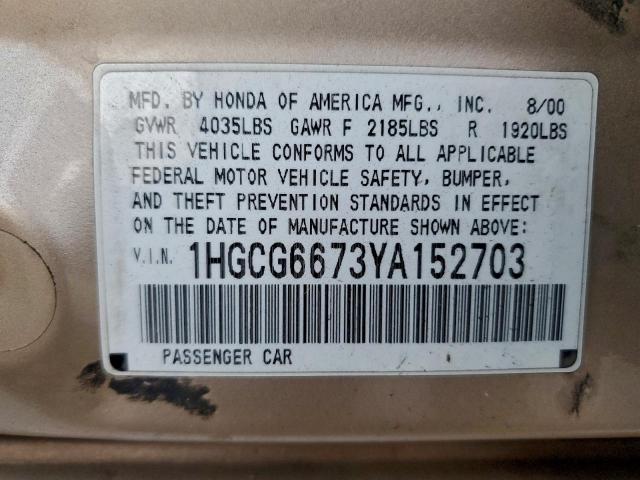 MFD. BY HONDA OF AMERICA MFG., INC. 8/00
GVWR 4035LBS GAWR F 2185LBS R 1920LBS
THIS VEHICLE CONFORMS TO ALL APPLICABLE
FEDERAL MOTOR VEHICLE SAFETY, BUMPER,
AND THEFT PREVENTION STANDARDS IN EFFECT
ON THE DATE OF MANUFACTURE SHOWN ABOVE:
V.I.N. 1HGCG6673YA152703
PASSENGER CAR